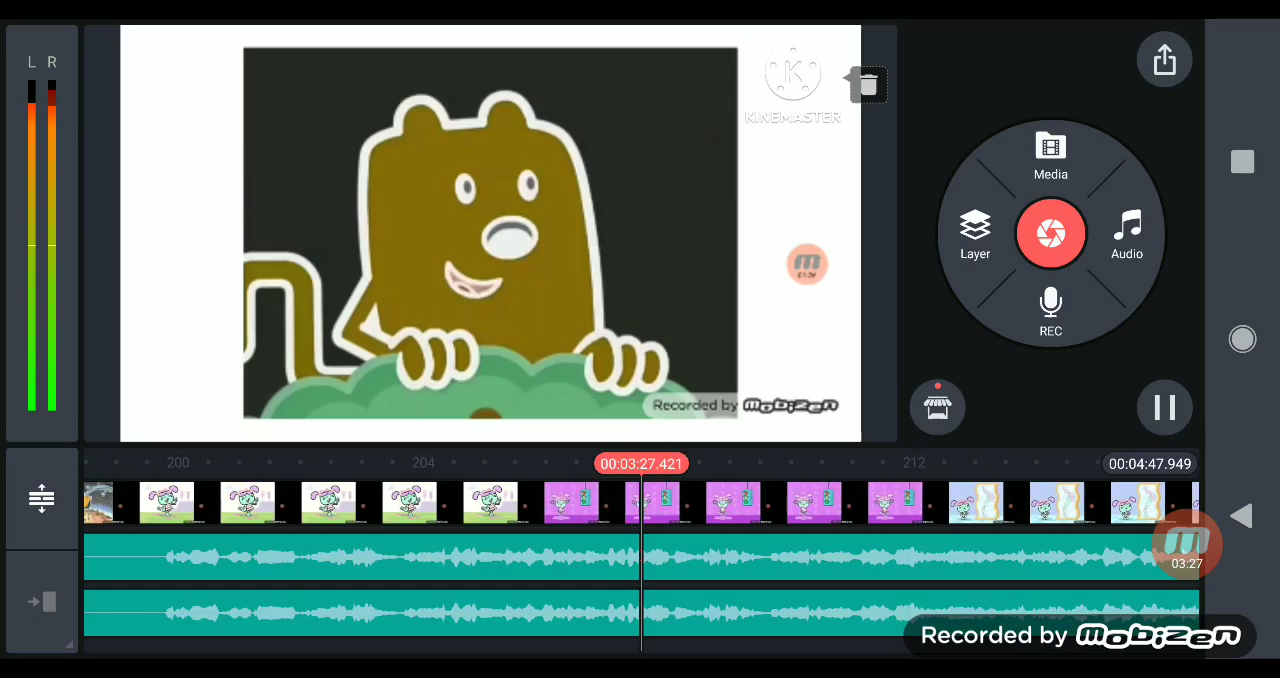 L R
K
KINEMASTER
Media
Layer
Audio
REC
Recorded by MOBIZEN
200
204
00:03:27.421
212
00:04:47.949
03:27
Recorded by MOBIZEN